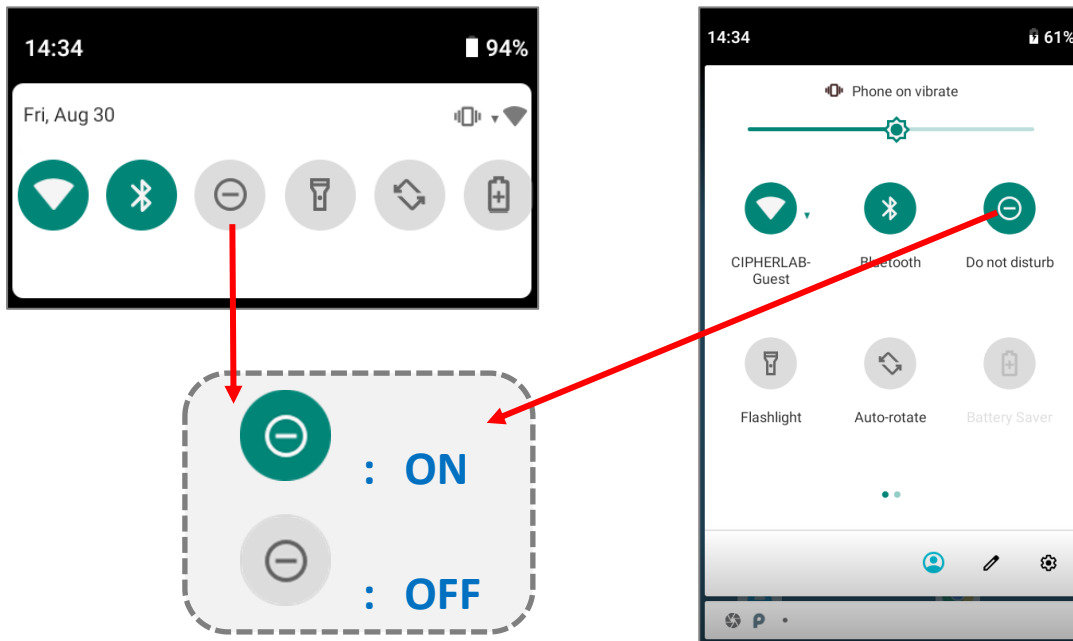 14:34
94%
Fri, Aug 30
: ON
: OFF
14:34
61%
Phone on vibrate
CIPHERLAB-
Guest
Bluetooth
Do not disturb
Flashlight
Auto-rotate
Battery Saver